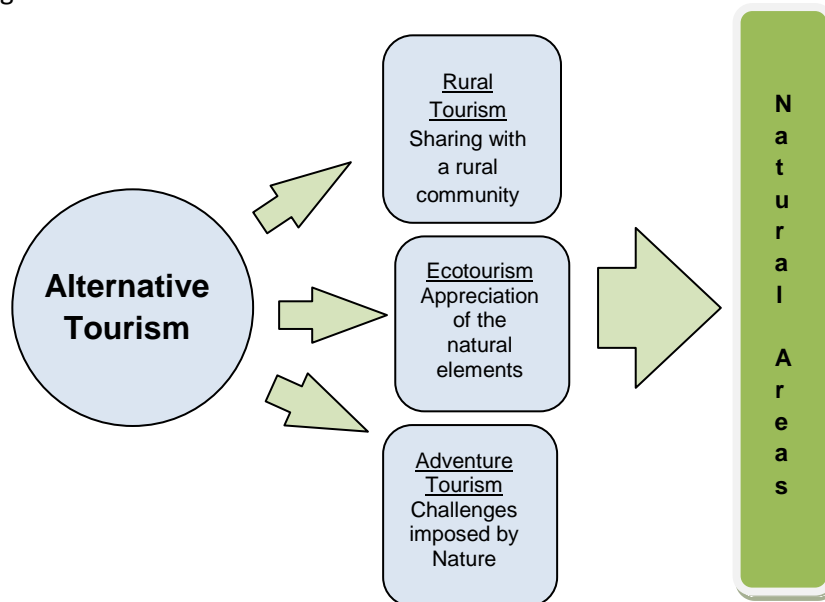 g
Alternative
Tourism
Rural
Tourism
Sharing with
a rural
community
Ecotourism
Appreciation
of the
natural
elements
Adventure
Tourism
Challenges
imposed by
Nature
N
a
t
u
r
a
l
A
r
e
a
s